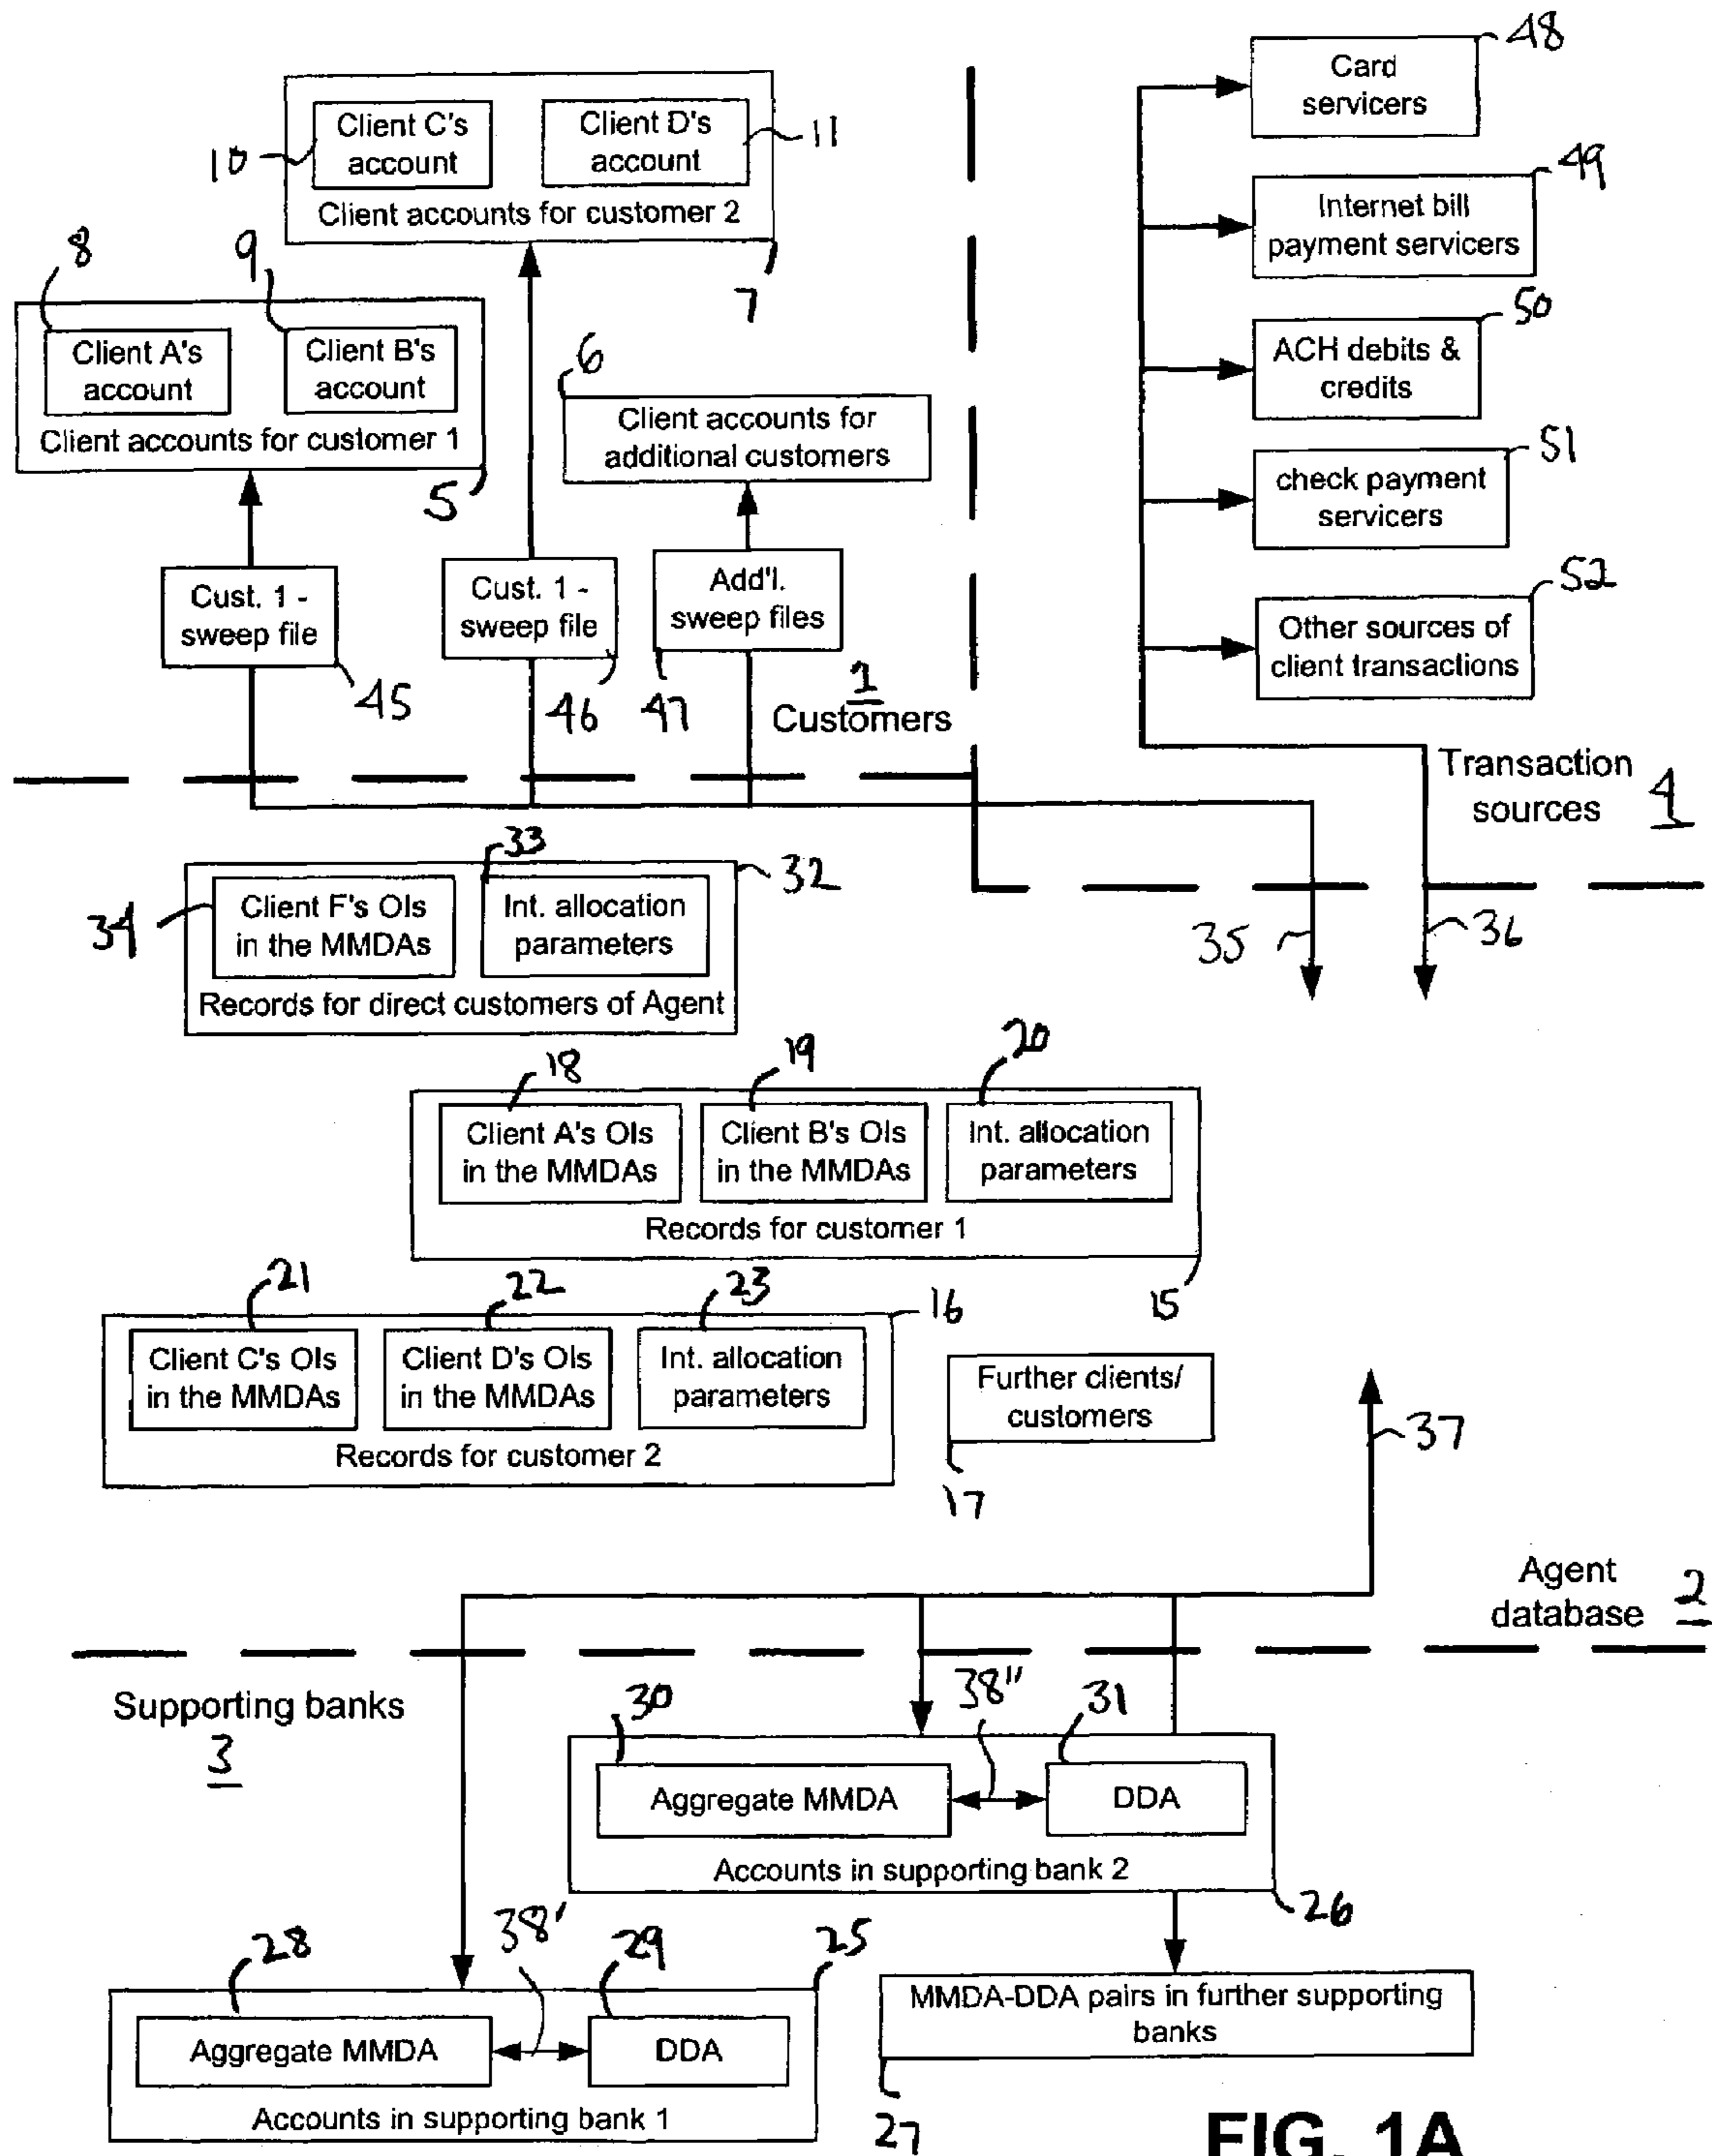 48
Card
servicers
Client C's
account
Client D's
account
10
11
Client accounts for customer 2
7
49
Internet bill
payment servicers
8
9
Client A's
account
Client B's
account
Client accounts for customer 1
5
6
Client accounts for
additional customers
50
ACH debits &
credits
51
check payment
servicers
Cust. 1 -
sweep file
45
Cust. 1 -
sweep file
46
Add'l.
sweep files
47
1
Customers
52
Other sources of
client transactions
Transaction
sources
4
33
32
34
Client F's OIs
in the MMDAs
Int. allocation
parameters
Records for direct customers of Agent
35
36
18
19
20
Client A's OIs
in the MMDAs
Client B's OIs
in the MMDAs
Int. allocation
parameters
Records for customer 1
15
21
22
23
16
Client C's OIs
in the MMDAs
Client D's OIs
in the MMDAs
Int. allocation
parameters
Records for customer 2
Further clients/
customers
17
37
Agent
database
2
Supporting banks
3
30
38"
31
Aggregate MMDA
DDA
Accounts in supporting bank 2
26
28
38'
29
25
Aggregate MMDA
DDA
Accounts in supporting bank 1
MMDA-DDA pairs in further supporting
banks
27
FIG. 1A